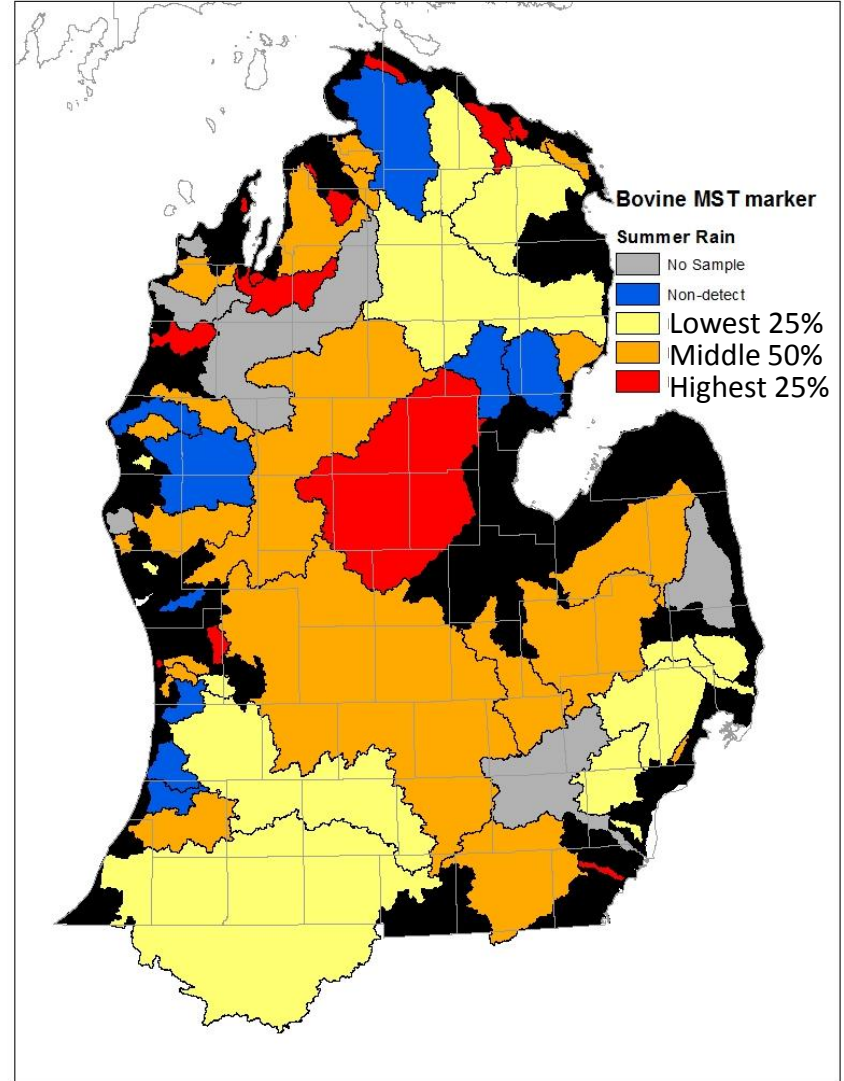 Bovine MST marker
Summer Rain
No Sample
Non-detect
Lowest 25%
Middle 50%
Highest 25%